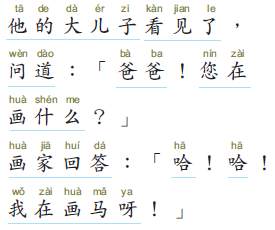 tā de dà ér zi kàn jian le
他的大儿子看见了，
wèn dào bà ba nín zài
问道：「爸爸！您在
huà shén me
画什么？」
huà jiā huí dá hā hā
画家回答：「哈！哈！
wǒ zài huà mǎ ya
我在画马呀！」